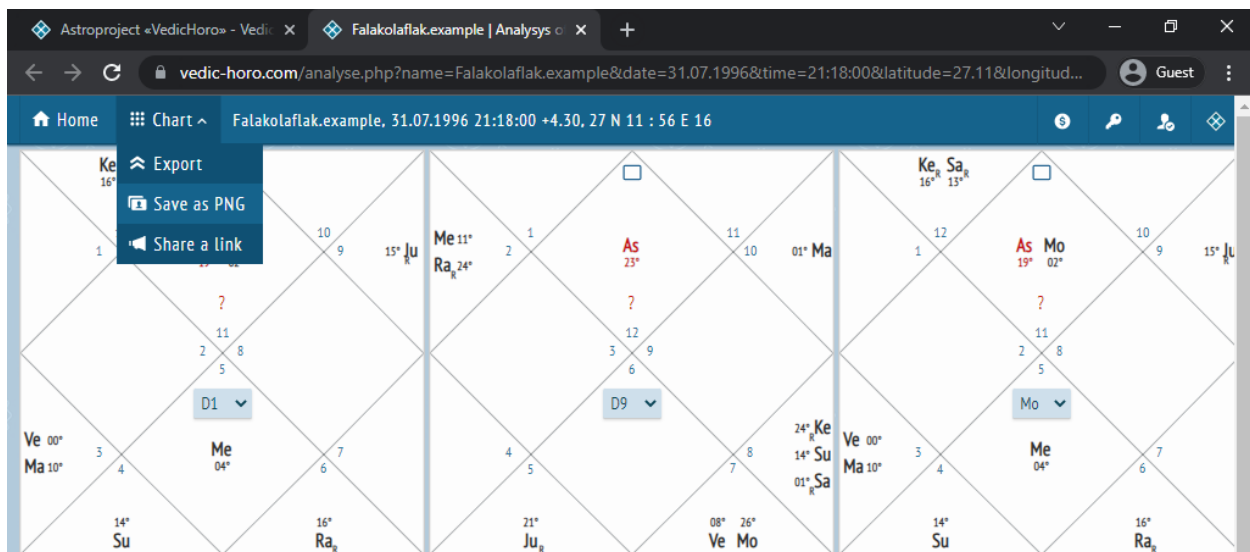 Astroproject «VedicHoro» - Vedic
Falakolaflak.example | Analysys of
vedic-horo.com/analyse.php?name=Falakolaflak.example&date=31.07.1996&time=21:18:00&latitude=27.11&longitud...
Guest
Home
Chart
Falakolaflak.example, 31.07.1996 21:18:00 +4.30, 27 N 11 : 56 E 16
Export
Save as PNG
Share a link
Ke
16°
1
10
9
15° Ju R
?
11
2 8
5
D1
Ve 00°
Ma 10°
3
4
Me
04°
7
6
14°
Su
16°
Ra R
Me 11°
Ra R 24°
1
2
As
23°
11
10
01° Ma
?
12
3 9
6
D9
4
5
8
7
24° R Ke
14° Su
01° R Sa
21°
Ju R
08° 26°
Ve Mo
Ke R Sa R
16° 13°
12
1
As Mo
19° 02°
10
9
15° Ju R
?
11
2 8
5
Mo
Ve 00°
Ma 10°
3
4
Me
04°
7
6
14°
Su
16°
Ra R